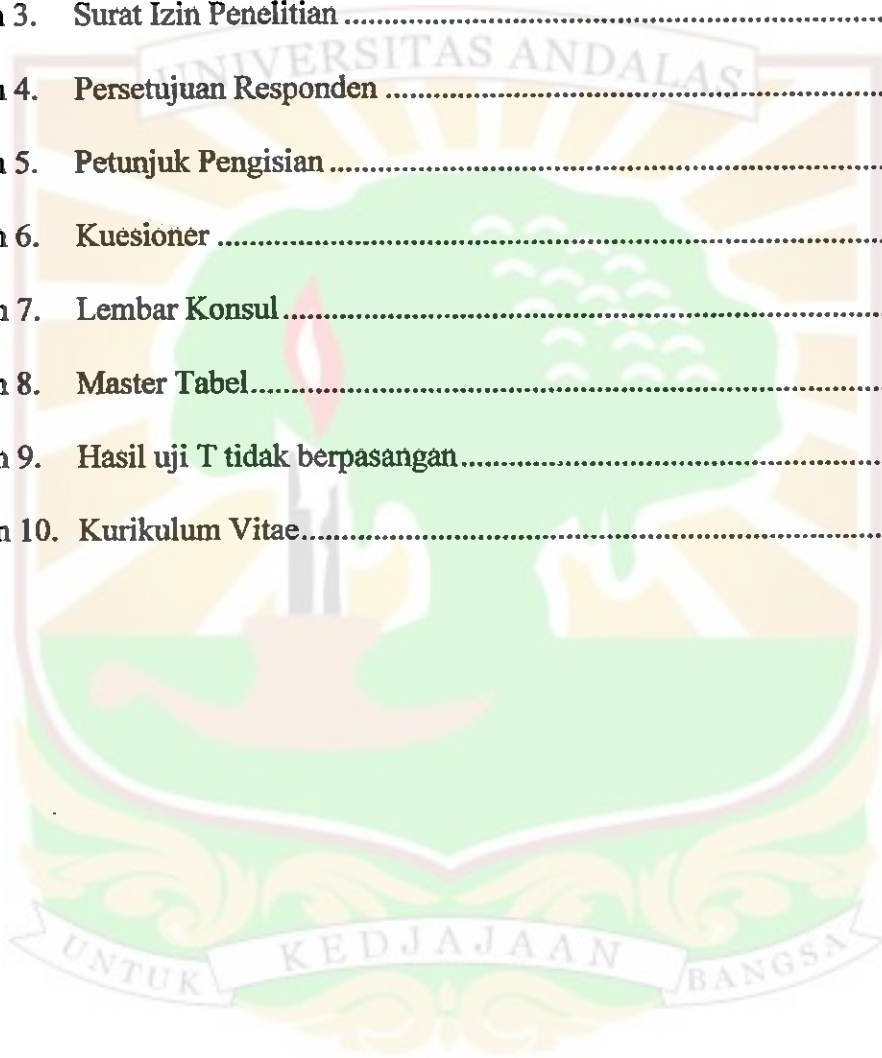 n 3. Surat Izin Penelitian ........................................
n 4. Persetujuan Responden ........................................
n 5. Petunjuk Pengisian ........................................
n 6. Kuesioner ........................................
n 7. Lembar Konsul ........................................
n 8. Master Tabel ........................................
n 9. Hasil uji T tidak berpasangan ........................................
n 10. Kurikulum Vitae ........................................
UNIVERSITAS ANDALAS
UNTUK KEDJAJAAN BANGSA